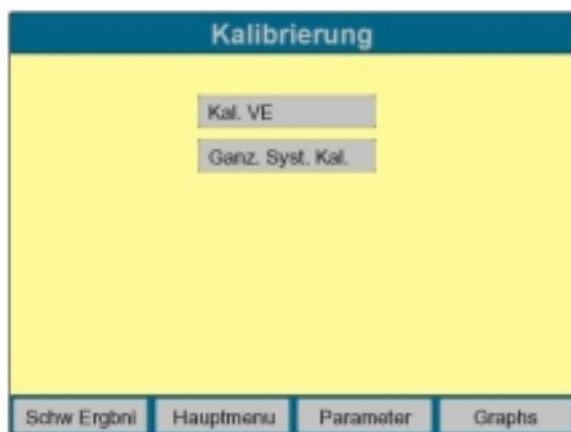 Kalibrierung
Kal. VE
Ganz. Syst. Kal.
Schw Ergbni Hauptmenu Parameter Graphs